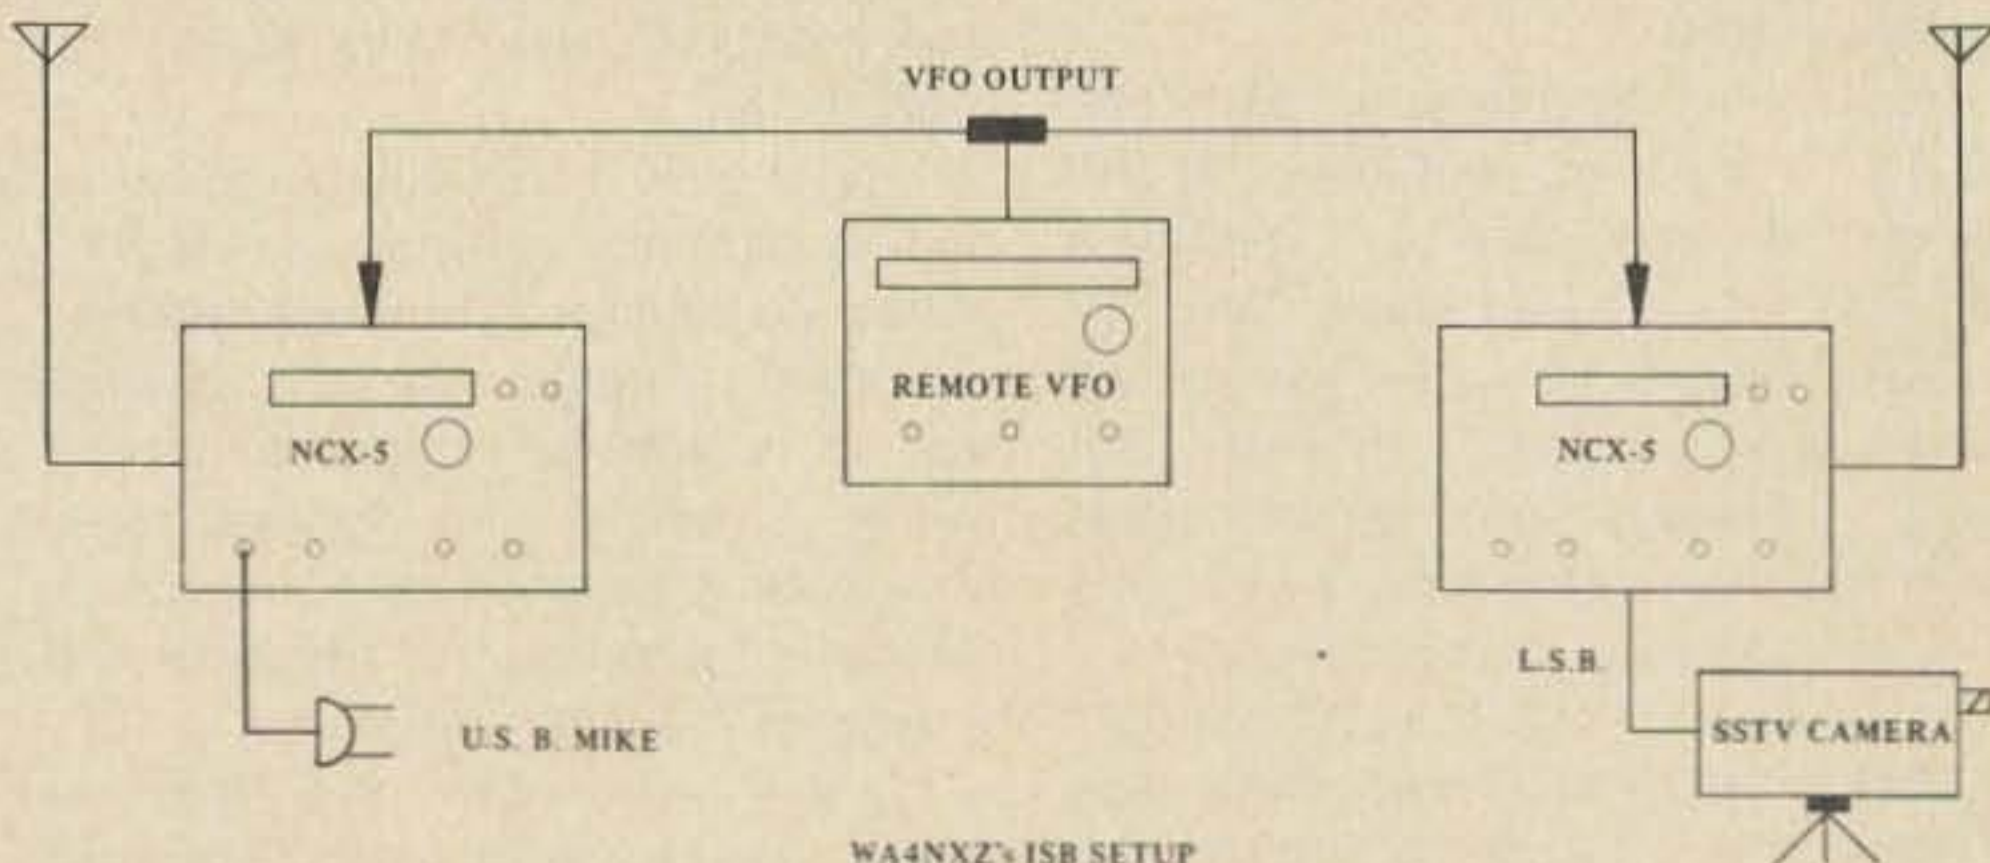 VFO OUTPUT
REMOTE VFO
NCX-5
NCX-5
L.S.B.
U.S. B. MIKE
SSTV CAMERA
WA4NXZ's ISB SETUP